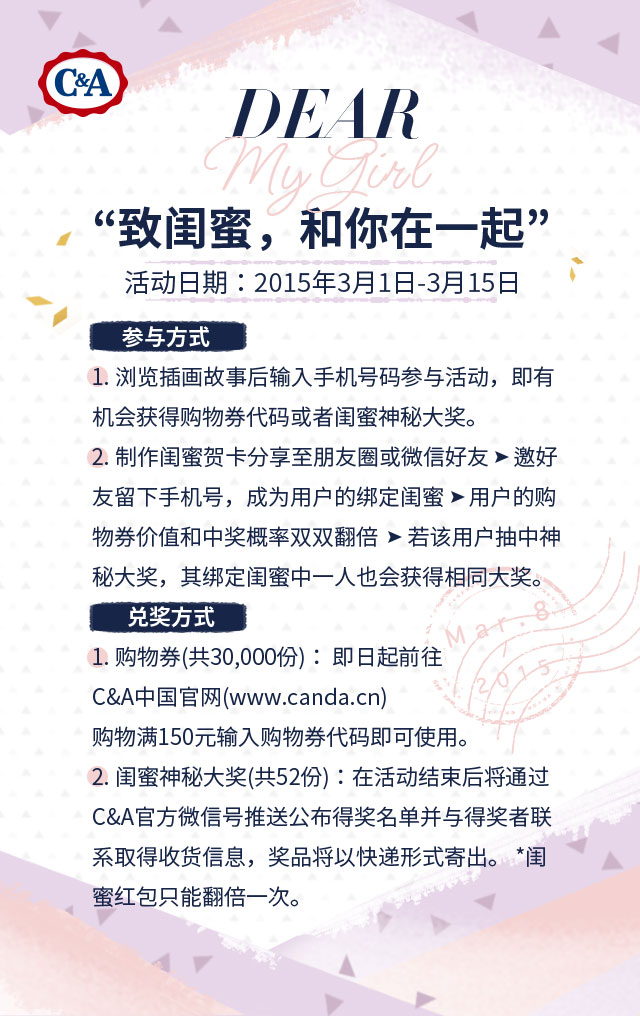 C&A
DEAR
My Girl
“致闺蜜，和你在一起”
活动日期：2015年3月1日-3月15日
参与方式
1. 浏览插画故事后输入手机号码参与活动，即有
机会获得购物券代码或者闺蜜神秘大奖。
2. 制作闺蜜贺卡分享至朋友圈或微信好友➤邀好
友留下手机号，成为用户的绑定闺蜜➤用户的购
物券价值和中奖概率双双翻倍 ➤若该用户抽中神
秘大奖，其绑定闺蜜中一人也会获得相同大奖。
兑奖方式
Mar.8
/
2015
1. 购物券(共30,000份)： 即日起前往
C&A中国官网(www.canda.cn)
购物满150元输入购物券代码即可使用。
2. 闺蜜神秘大奖(共52份)：在活动结束后将通过
C&A官方微信号推送公布得奖名单并与得奖者联
系取得收货信息，奖品将以快递形式寄出。 *闺
蜜红包只能翻倍一次。